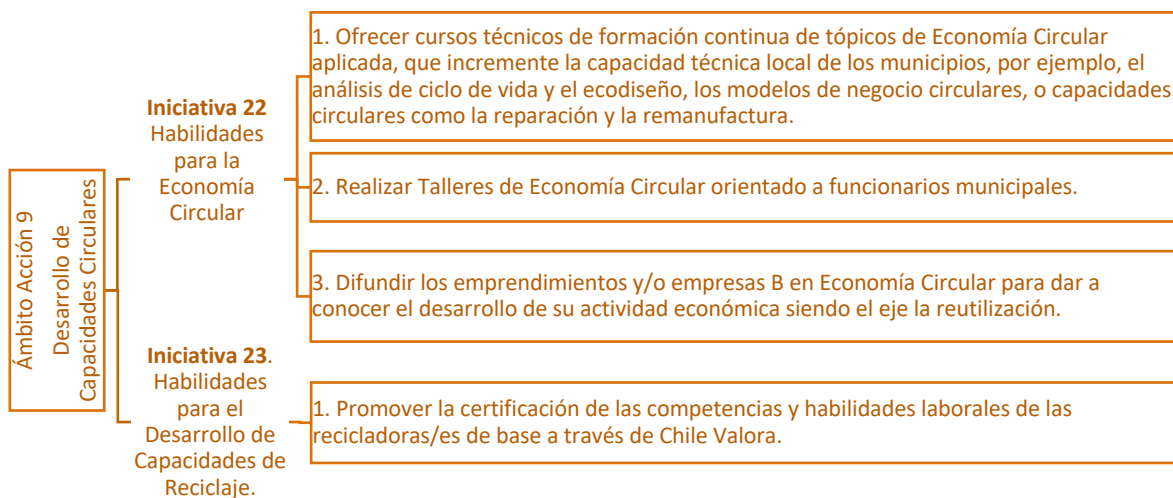 Ámbito Acción 9
Desarrollo de
Capacidades Circulares
Iniciativa 22
Habilidades
para la
Economía
Circular
1. Ofrecer cursos técnicos de formación continua de tópicos de Economía Circular
aplicada, que incremente la capacidad técnica local de los municipios, por ejemplo, el
análisis de ciclo de vida y el ecodiseño, los modelos de negocio circulares, o capacidades
circulares como la reparación y la remanufactura.
2. Realizar Talleres de Economía Circular orientado a funcionarios municipales.
3. Difundir los emprendimientos y/o empresas B en Economía Circular para dar a
conocer el desarrollo de su actividad económica siendo el eje la reutilización.
Iniciativa 23.
Habilidades
para el
Desarrollo de
Capacidades de
Reciclaje.
1. Promover la certificación de las competencias y habilidades laborales de las
recicladoras/es de base a través de Chile Valora.